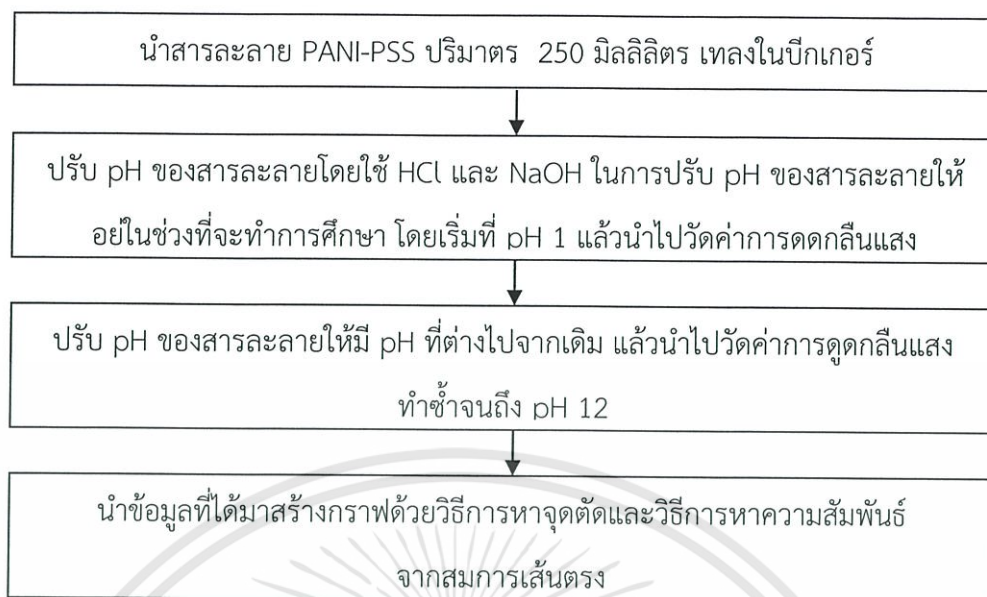 นำสารละลาย PANI-PSS ปริมาตร 250 มิลลิลิตร เทลงในบีกเกอร์
ปรับ pH ของสารละลายโดยใช้ HCl และ NaOH ในการปรับ pH ของสารละลายให้
อยู่ในช่วงที่จะทำการศึกษา โดยเริ่มที่ pH 1 แล้วนำไปวัดค่าการดูดกลืนแสง
ปรับ pH ของสารละลายให้มี pH ที่ต่างไปจากเดิม แล้วนำไปวัดค่าการดูดกลืนแสง
ทำซ้ำจนถึง pH 12
นำข้อมูลที่ได้มาสร้างกราฟด้วยวิธีการหาจุดตัดและวิธีการหาความสัมพันธ์
จากสมการเส้นตรง